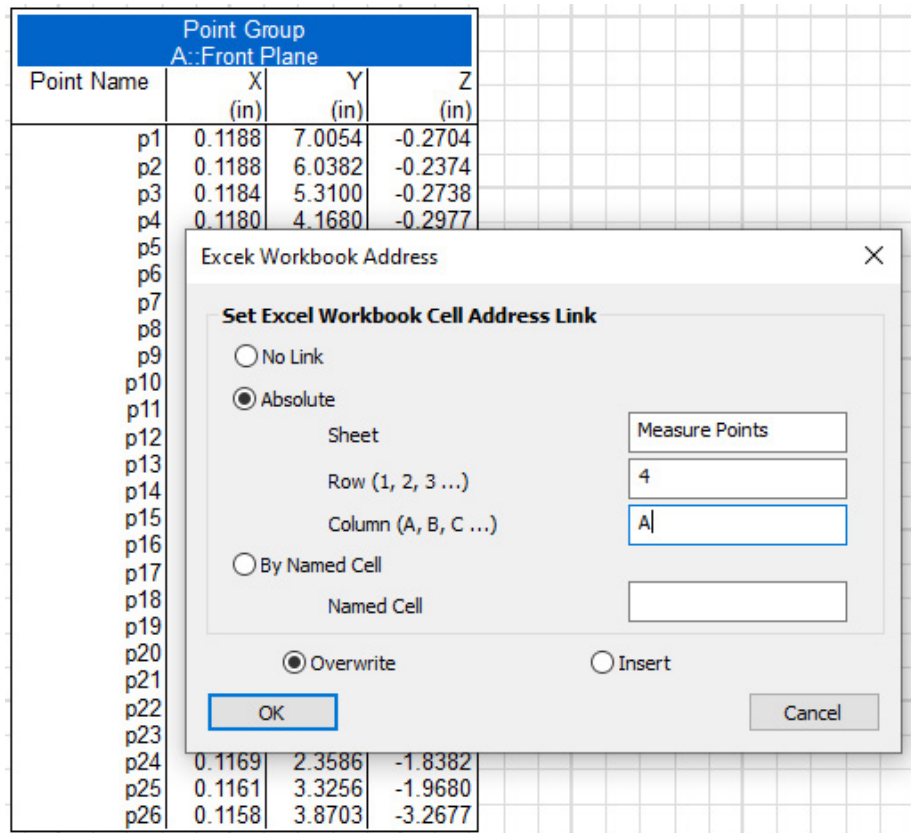 Point Group
A::Front Plane
Point Name X Y Z
(in) (in) (in)
p1 0.1188 7.0054 -0.2704
p2 0.1188 6.0382 -0.2374
p3 0.1184 5.3100 -0.2738
p4 0.1180 4.1680 -0.2977
p5
p6
p7
p8
p9
p10
p11
p12
p13
p14
p15
p16
p17
p18
p19
p20
p21
p22
p23
p24 0.1169 2.3586 -1.8382
p25 0.1161 3.3256 -1.9680
p26 0.1158 3.8703 -3.2677
Excek Workbook Address
Set Excel Workbook Cell Address Link
No Link
Absolute
Sheet Measure Points
Row (1, 2, 3 ...) 4
Column (A, B, C ...) A
By Named Cell
Named Cell
Overwrite Insert
OK Cancel